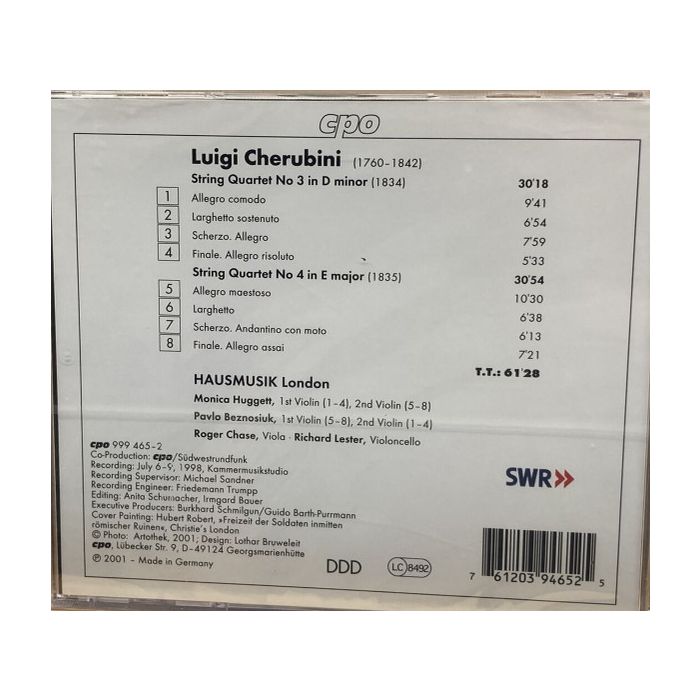 cpo
Luigi Cherubini (1760–1842)
String Quartet No 3 in D minor (1834) 30'18
1 Allegro comodo 9'41
2 Larghetto sostenuto 6'54
3 Scherzo. Allegro 7'59
4 Finale. Allegro risoluto 5'33
String Quartet No 4 in E major (1835) 30'54
5 Allegro maestoso 10'30
6 Larghetto 6'38
7 Scherzo. Andantino con moto 6'13
8 Finale. Allegro assai 7'21
T.T.: 61'28
HAUSMUSIK London
Monica Huggett, 1st Violin (1–4), 2nd Violin (5–8)
Pavlo Beznosiuk, 1st Violin (5–8), 2nd Violin (1–4)
Roger Chase, Viola · Richard Lester, Violoncello
cpo 999 465–2
Co-Production: cpo/Südwestrundfunk
Recording: July 6–9, 1998, Kammermusikstudio
Recording Supervisor: Michael Sandner
Recording Engineer: Friedemann Trumpp
Editing: Anita Schumacher, Irmgard Bauer
Executive Producers: Burkhard Schmilgun/Guido Barth-Purrmann
Cover Painting: Hubert Robert, »Freizeit der Soldaten inmitten
römischer Ruinen«, Christie's London
© Photo: Artothek, 2001; Design: Lothar Bruweleit
cpo, Lübecker Str. 9, D–49124 Georgsmarienhütte
℗ 2001 – Made in Germany
SWR
DDD
LC 8492
7 61203 94652 5